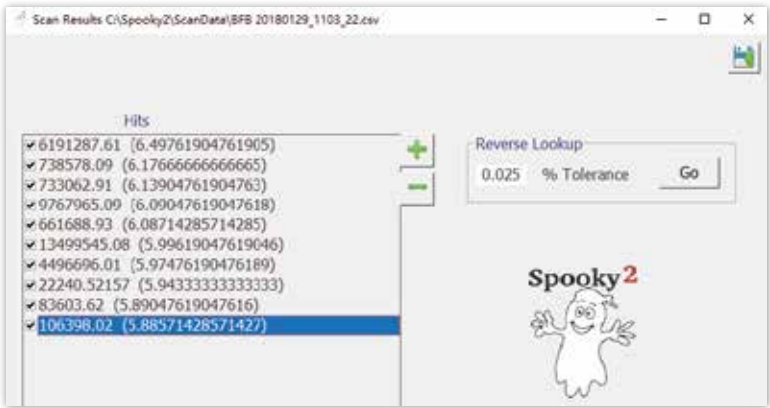 Scan Results C:\Spooky2\ScanData\BFB 20180129_1103_22.csv
Hits
6191287.61 (6.49761904761905)
738578.09 (6.17666666666665)
733062.91 (6.13904761904763)
9767965.09 (6.09047619047618)
661688.93 (6.08714285714285)
13499545.08 (5.99619047619046)
4496696.01 (5.97476190476189)
22240.52157 (5.94333333333333)
83603.62 (5.89047619047616)
106398.02 (5.88571428571427)
Reverse Lookup
0.025 % Tolerance Go
Spooky2